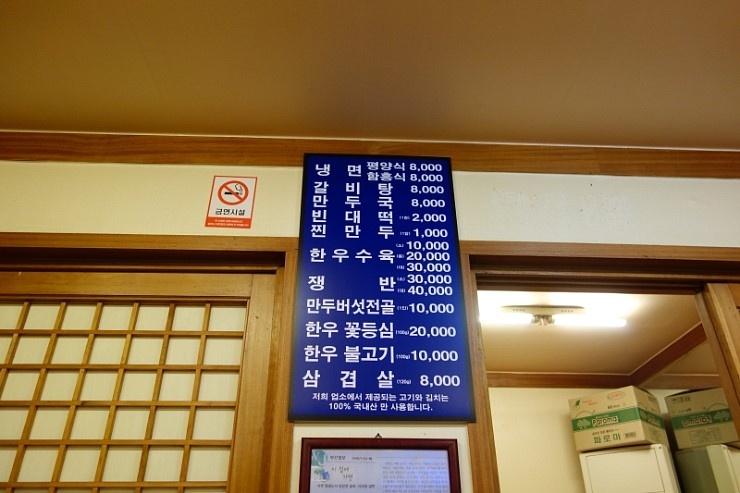 금연시설
냉 면 평양식 8,000
함흥식 8,000
갈 비 탕 8,000
만 두 국 8,000
빈 대 떡 2,000
찐 만 두 1,000
한 우 수 육 (소) 10,000
(중) 20,000
(대) 30,000
쟁 반 (소) 30,000
(대) 40,000
만두버섯전골 (1인) 10,000
한우 꽃등심 (100g) 20,000
한우 불고기 (100g) 10,000
삼 겹 살 (120g) 8,000
저희 업소에서 제공되는 고기와 김치는
100% 국내산 만 사용합니다.
파로마